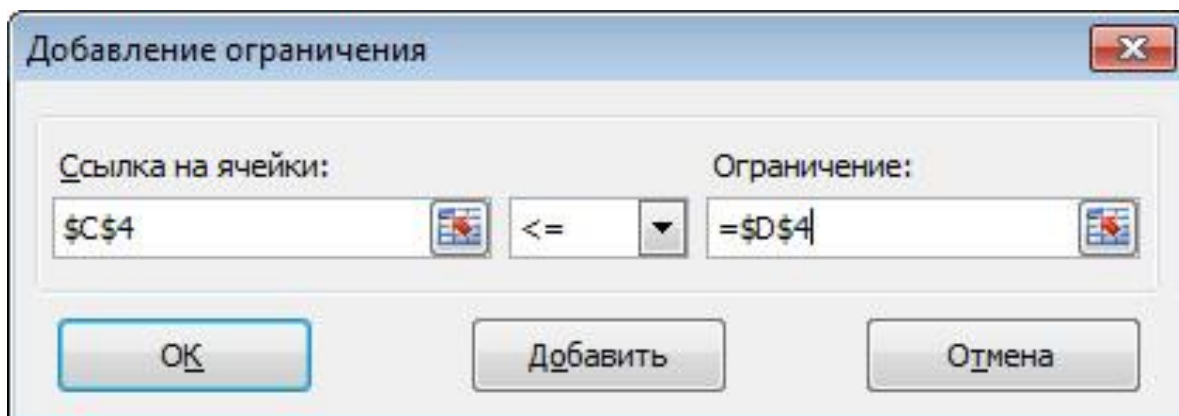 Добавление ограничения
Ссылка на ячейки: Ограничение:
$C$4 <= =$D$4
ОК Добавить Отмена